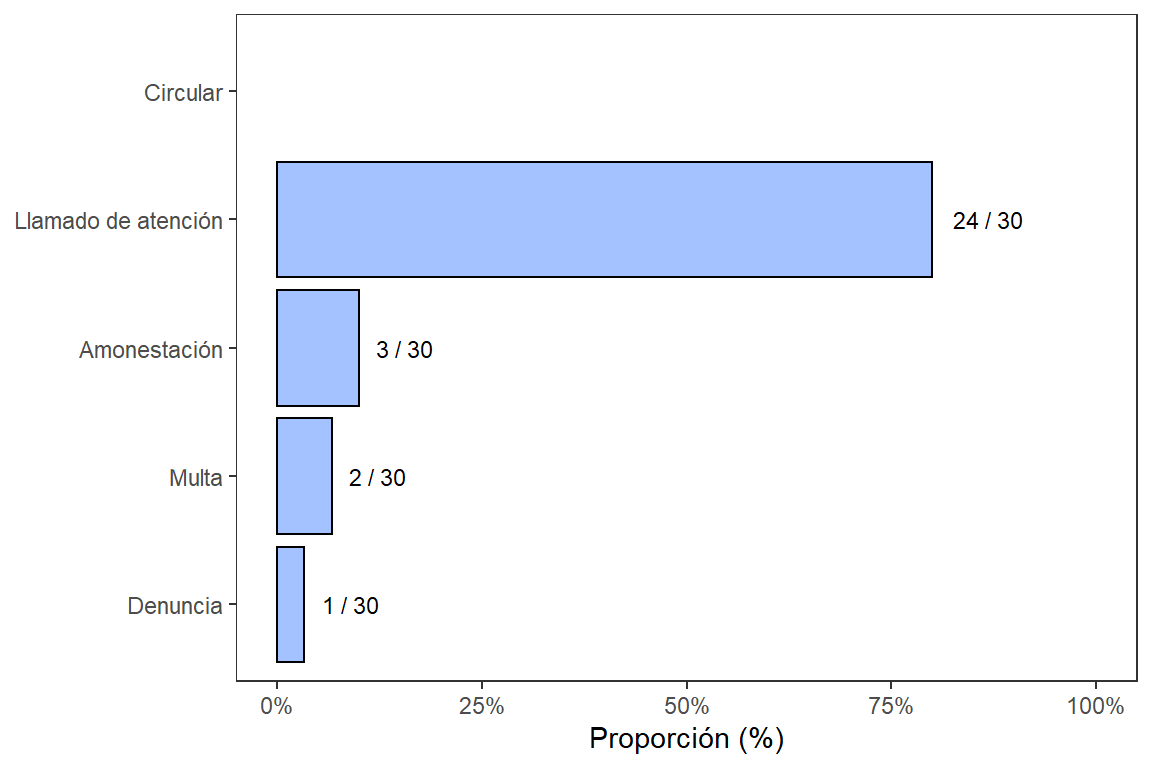 Circular
Llamado de atención
24 / 30
Amonestación
3 / 30
Multa
2 / 30
Denuncia
1 / 30
0% 25% 50% 75% 100%
Proporción (%)